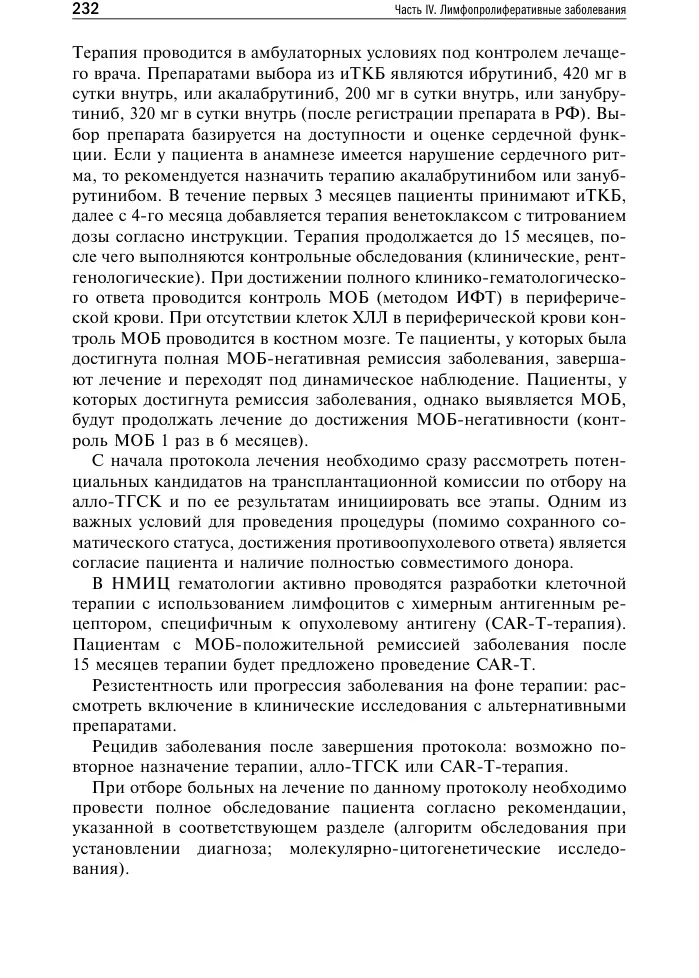 232
Часть IV. Лимфопролиферативные заболевания
Терапия проводится в амбулаторных условиях под контролем лечаще-
го врача. Препаратами выбора из иТКБ являются ибрутиниб, 420 мг в
сутки внутрь, или акалабрутиниб, 200 мг в сутки внутрь, или занубру-
тиниб, 320 мг в сутки внутрь (после регистрации препарата в РФ). Вы-
бор препарата базируется на доступности и оценке сердечной функ-
ции. Если у пациента в анамнезе имеется нарушение сердечного рит-
ма, то рекомендуется назначить терапию акалабрутинибом или зануб-
рутинибом. В течение первых 3 месяцев пациенты принимают иТКБ,
далее с 4-го месяца добавляется терапия венетоклаксом с титрованием
дозы согласно инструкции. Терапия продолжается до 15 месяцев, по-
сле чего выполняются контрольные обследования (клинические, рент-
генологические). При достижении полного клинико-гематологическо-
го ответа проводится контроль МОБ (методом ИФТ) в перифериче-
ской крови. При отсутствии клеток ХЛЛ в периферической крови кон-
троль МОБ проводится в костном мозге. Те пациенты, у которых была
достигнута полная МОБ-негативная ремиссия заболевания, заверша-
ют лечение и переходят под динамическое наблюдение. Пациенты, у
которых достигнута ремиссия заболевания, однако выявляется МОБ,
будут продолжать лечение до достижения МОБ-негативности (конт-
роль МОБ 1 раз в 6 месяцев).
С начала протокола лечения необходимо сразу рассмотреть потен-
циальных кандидатов на трансплантационной комиссии по отбору на
алло-ТГСК и по ее результатам инициировать все этапы. Одним из
важных условий для проведения процедуры (помимо сохранного со-
матического статуса, достижения противоопухолевого ответа) является
согласие пациента и наличие полностью совместимого донора.
В НМИЦ гематологии активно проводятся разработки клеточной
терапии с использованием лимфоцитов с химерным антигенным ре-
цептором, специфичным к опухолевому антигену (CAR-T-терапия).
Пациентам с МОБ-положительной ремиссией заболевания после
15 месяцев терапии будет предложено проведение CAR-T.
Резистентность или прогрессия заболевания на фоне терапии: рас-
смотреть включение в клинические исследования с альтернативными
препаратами.
Рецидив заболевания после завершения протокола: возможно по-
вторное назначение терапии, алло-ТГСК или CAR-T-терапия.
При отборе больных на лечение по данному протоколу необходимо
провести полное обследование пациента согласно рекомендации,
указанной в соответствующем разделе (алгоритм обследования при
установлении диагноза; молекулярно-цитогенетические исследо-
вания).